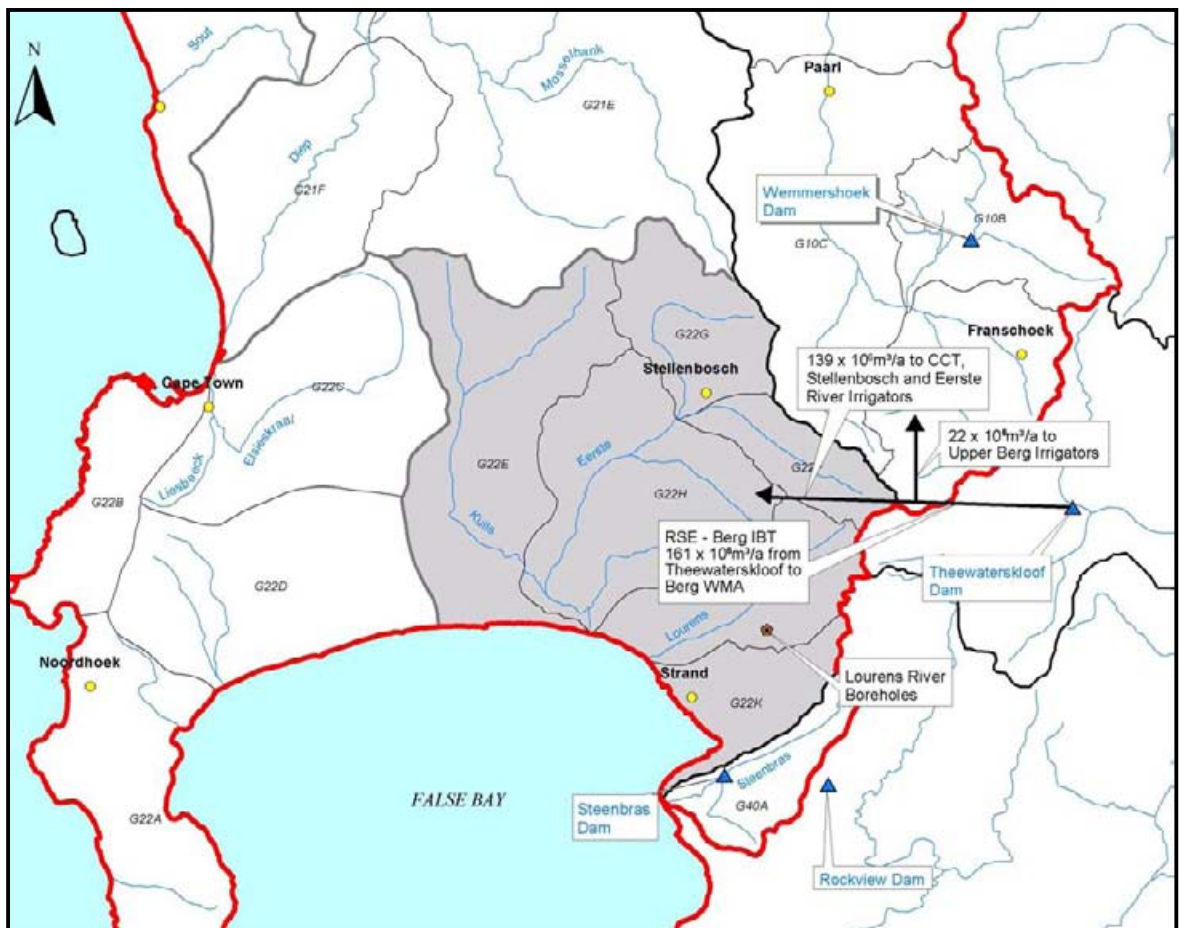 N
Sout
Mosselbank
Paarl
G21E
Diep
G21F
Wemmershoek
Dam
G10B
G10C
Franschoek
G22G
139 x 10⁶m³/a to CCT,
Stellenbosch and Eerste
River Irrigators
Stellenbosch
Cape Town
G22C
22 x 10⁶m³/a to
Upper Berg Irrigators
Elsieskraal
Liesbeeck
Eerste
G22E
G22H
G22B
Kuils
RSE - Berg IBT
161 x 10⁶m³/a from
Theewaterskloof to
Berg WMA
Theewaterskloof
Dam
G22D
Lourens
Noordhoek
Strand
Lourens River
Boreholes
G22K
Steenbras
FALSE BAY
Steenbras
Dam
G40A
G22A
Rockview Dam